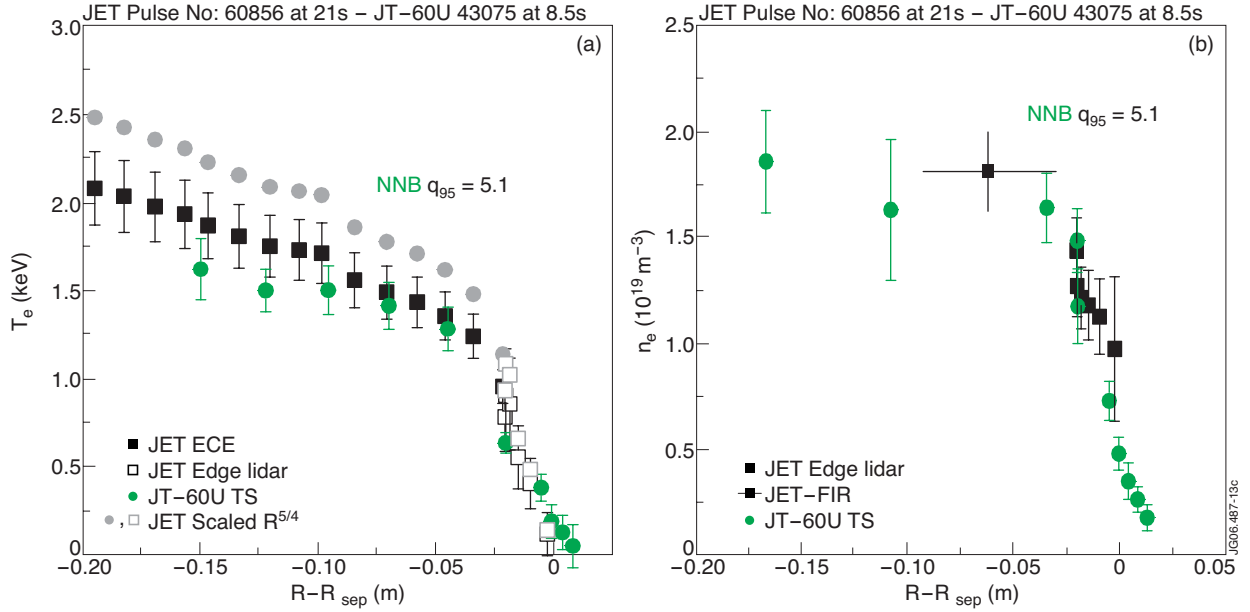 JET Pulse No: 60856 at 21s – JT–60U 43075 at 8.5s
(a)
3.0
2.5
2.0
1.5
1.0
0.5
0
Te (keV)
NNB q95 = 5.1
JET ECE
JET Edge lidar
JT–60U TS
, JET Scaled R5/4
–0.20
–0.15
–0.10
–0.05
0
R–R sep (m)
JET Pulse No: 60856 at 21s – JT–60U 43075 at 8.5s
(b)
2.5
2.0
1.5
1.0
0.5
0
ne (1019 m–3)
NNB q95 = 5.1
JET Edge lidar
JET–FIR
JT–60U TS
–0.20
–0.15
–0.10
–0.05
0
0.05
R–R sep (m)
JG06.487-13c